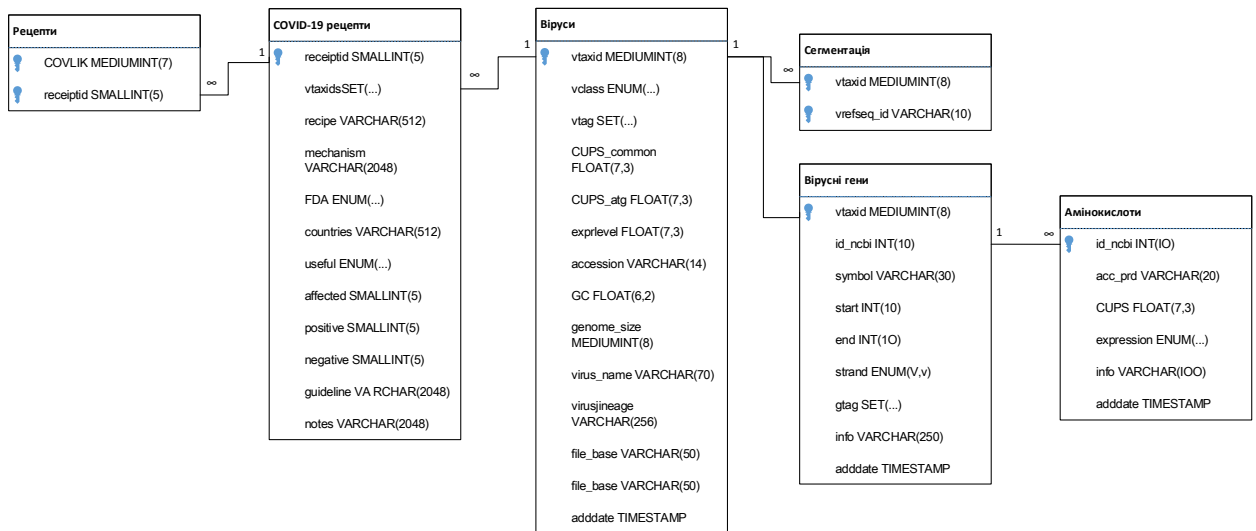 Рецепти
COVLIK MEDIUMINT(7)
receiptid SMALLINT(5)
1
∞
COVID-19 рецепти
receiptid SMALLINT(5)
vtaxidsSET(...)
recipe VARCHAR(512)
mechanism
VARCHAR(2048)
FDA ENUM(...)
countries VARCHAR(512)
useful ENUM(...)
affected SMALLINT(5)
positive SMALLINT(5)
negative SMALLINT(5)
guideline VA RCHAR(2048)
notes VARCHAR(2048)
1
∞
Віруси
vtaxid MEDIUMINT(8)
vclass ENUM(...)
vtag SET(...)
CUPS_common
FLOAT(7,3)
CUPS_atg FLOAT(7,3)
exprlevel FLOAT(7,3)
accession VARCHAR(14)
GC FLOAT(6,2)
genome_size
MEDIUMINT(8)
virus_name VARCHAR(70)
virusjineage
VARCHAR(256)
file_base VARCHAR(50)
file_base VARCHAR(50)
adddate TIMESTAMP
1
∞
Сегментація
vtaxid MEDIUMINT(8)
vrefseq_id VARCHAR(10)
Вірусні гени
vtaxid MEDIUMINT(8)
id_ncbi INT(10)
symbol VARCHAR(30)
start INT(10)
end INT(1O)
strand ENUM(V,v)
gtag SET(...)
info VARCHAR(250)
adddate TIMESTAMP
1
∞
Амінокислоти
id_ncbi INT(IO)
acc_prd VARCHAR(20)
CUPS FLOAT(7,3)
expression ENUM(...)
info VARCHAR(IOO)
adddate TIMESTAMP